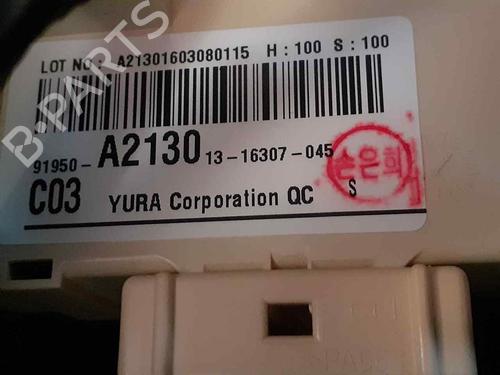 LOT NO : A21301603080115 H : 100 S : 100
91950- A2130 13-16307-045
C03 YURA Corporation QC S
손은희
B PARTS